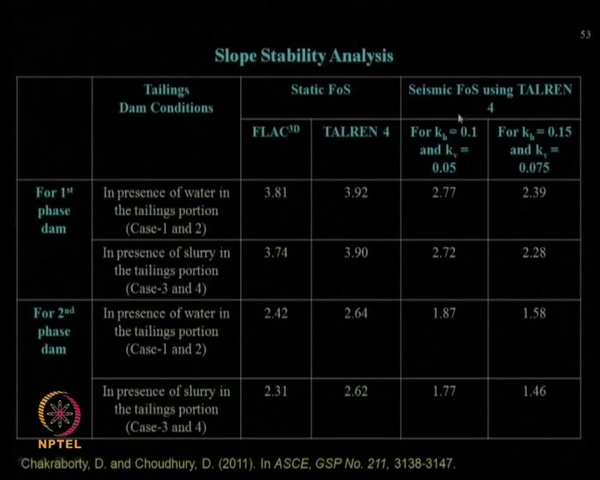 53
Slope Stability Analysis
Tailings
Dam Conditions
Static FoS
Seismic FoS using TALREN
4
FLAC3D
TALREN 4
For kh = 0.1
and kv =
0.05
For kh = 0.15
and kv =
0.075
For 1st
phase
dam
In presence of water in
the tailings portion
(Case-1 and 2)
3.81
3.92
2.77
2.39
In presence of slurry in
the tailings portion
(Case-3 and 4)
3.74
3.90
2.72
2.28
For 2nd
phase
dam
In presence of water in
the tailings portion
(Case-1 and 2)
2.42
2.64
1.87
1.58
In presence of slurry in
the tailings portion
(Case-3 and 4)
2.31
2.62
1.77
1.46
NPTEL
Chakraborty, D. and Choudhury, D. (2011). In ASCE, GSP No. 211, 3138-3147.